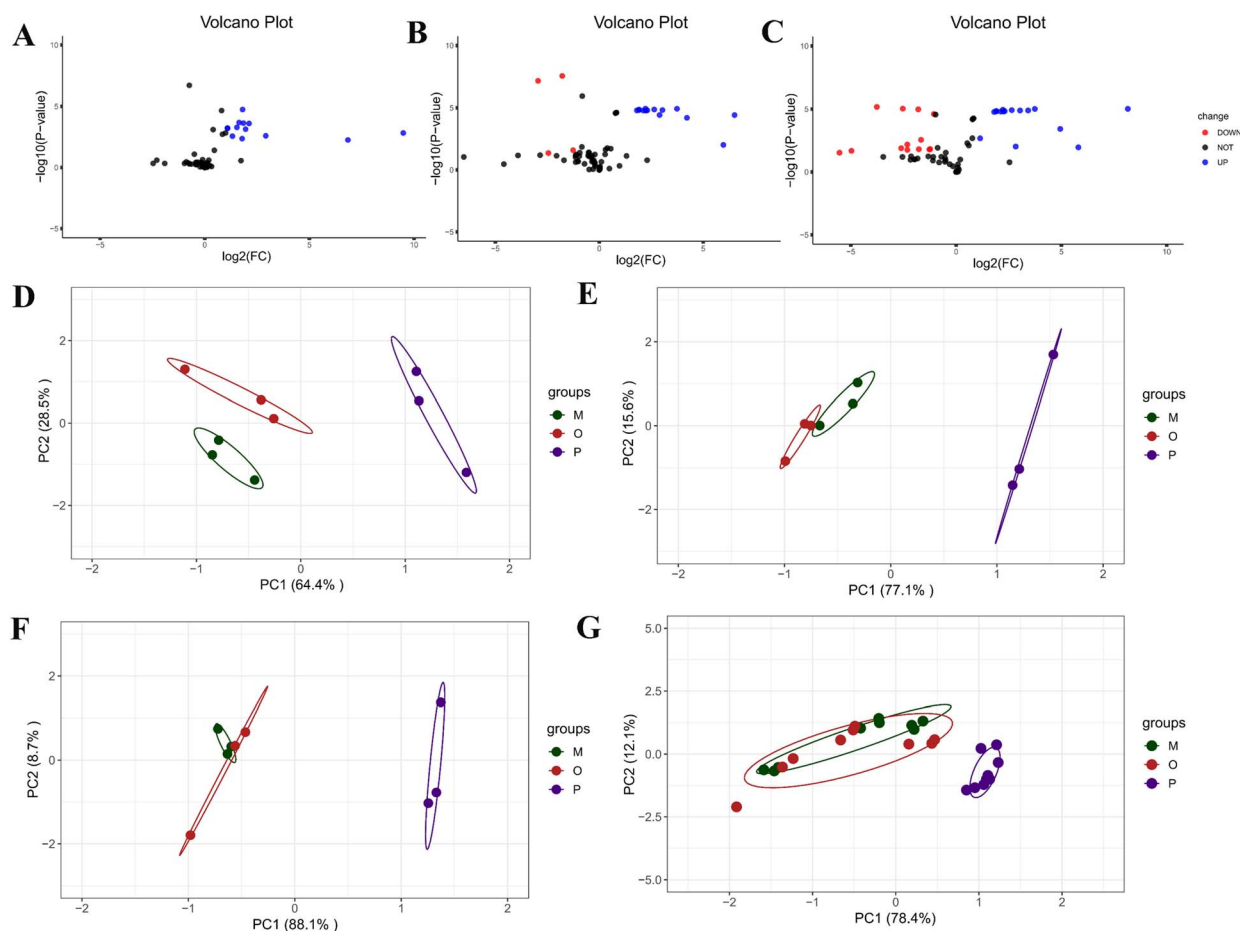 A
Volcano Plot
10
5
0
−5
−log10(P-value)
−5
0
5
10
log2(FC)
B
Volcano Plot
10
5
0
−5
−log10(P-value)
−5
0
5
log2(FC)
C
Volcano Plot
10
5
0
−5
−log10(P-value)
−5
0
5
10
log2(FC)
change
DOWN
NOT
UP
D
2
0
−2
PC2 (28.5% )
−2
−1
0
1
2
PC1 (64.4% )
groups
M
O
P
E
2
0
−2
PC2 (15.6% )
−2
−1
0
1
2
PC1 (77.1% )
groups
M
O
P
F
2
0
−2
PC2 (8.7% )
−2
−1
0
1
2
PC1 (88.1% )
groups
M
O
P
G
5.0
2.5
0.0
−2.5
−5.0
PC2 (12.1% )
−2
−1
0
1
2
PC1 (78.4%)
groups
M
O
P